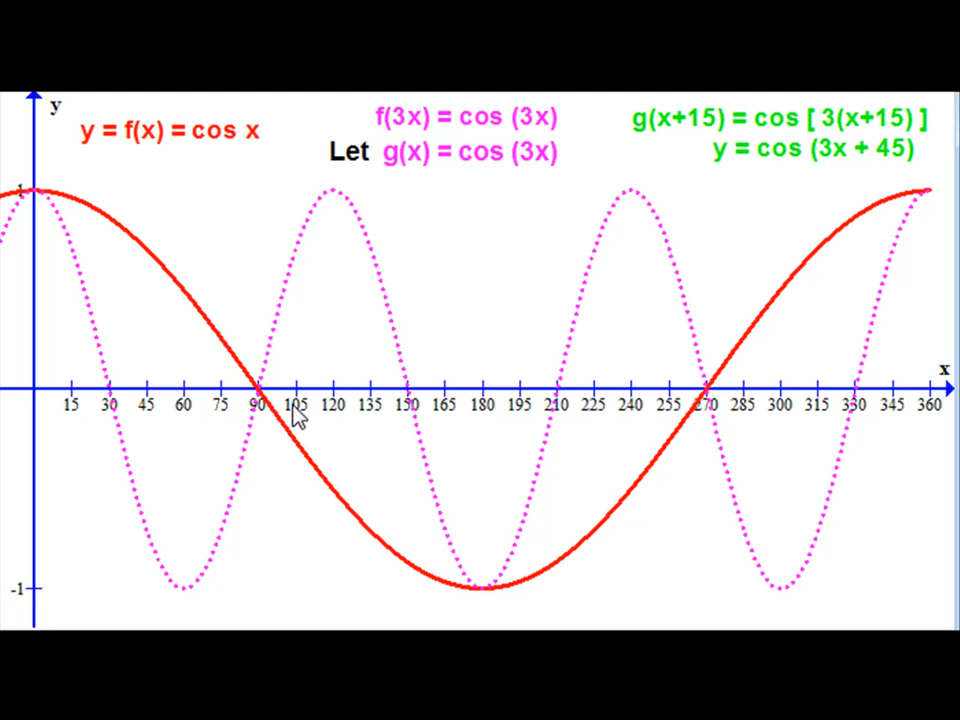 y
y = f(x) = cos x
f(3x) = cos (3x)
Let g(x) = cos (3x)
g(x+15) = cos [ 3(x+15) ]
y = cos (3x + 45)
1
x
15 30 45 60 75 90 105 120 135 150 165 180 195 210 225 240 255 270 285 300 315 330 345 360
-1